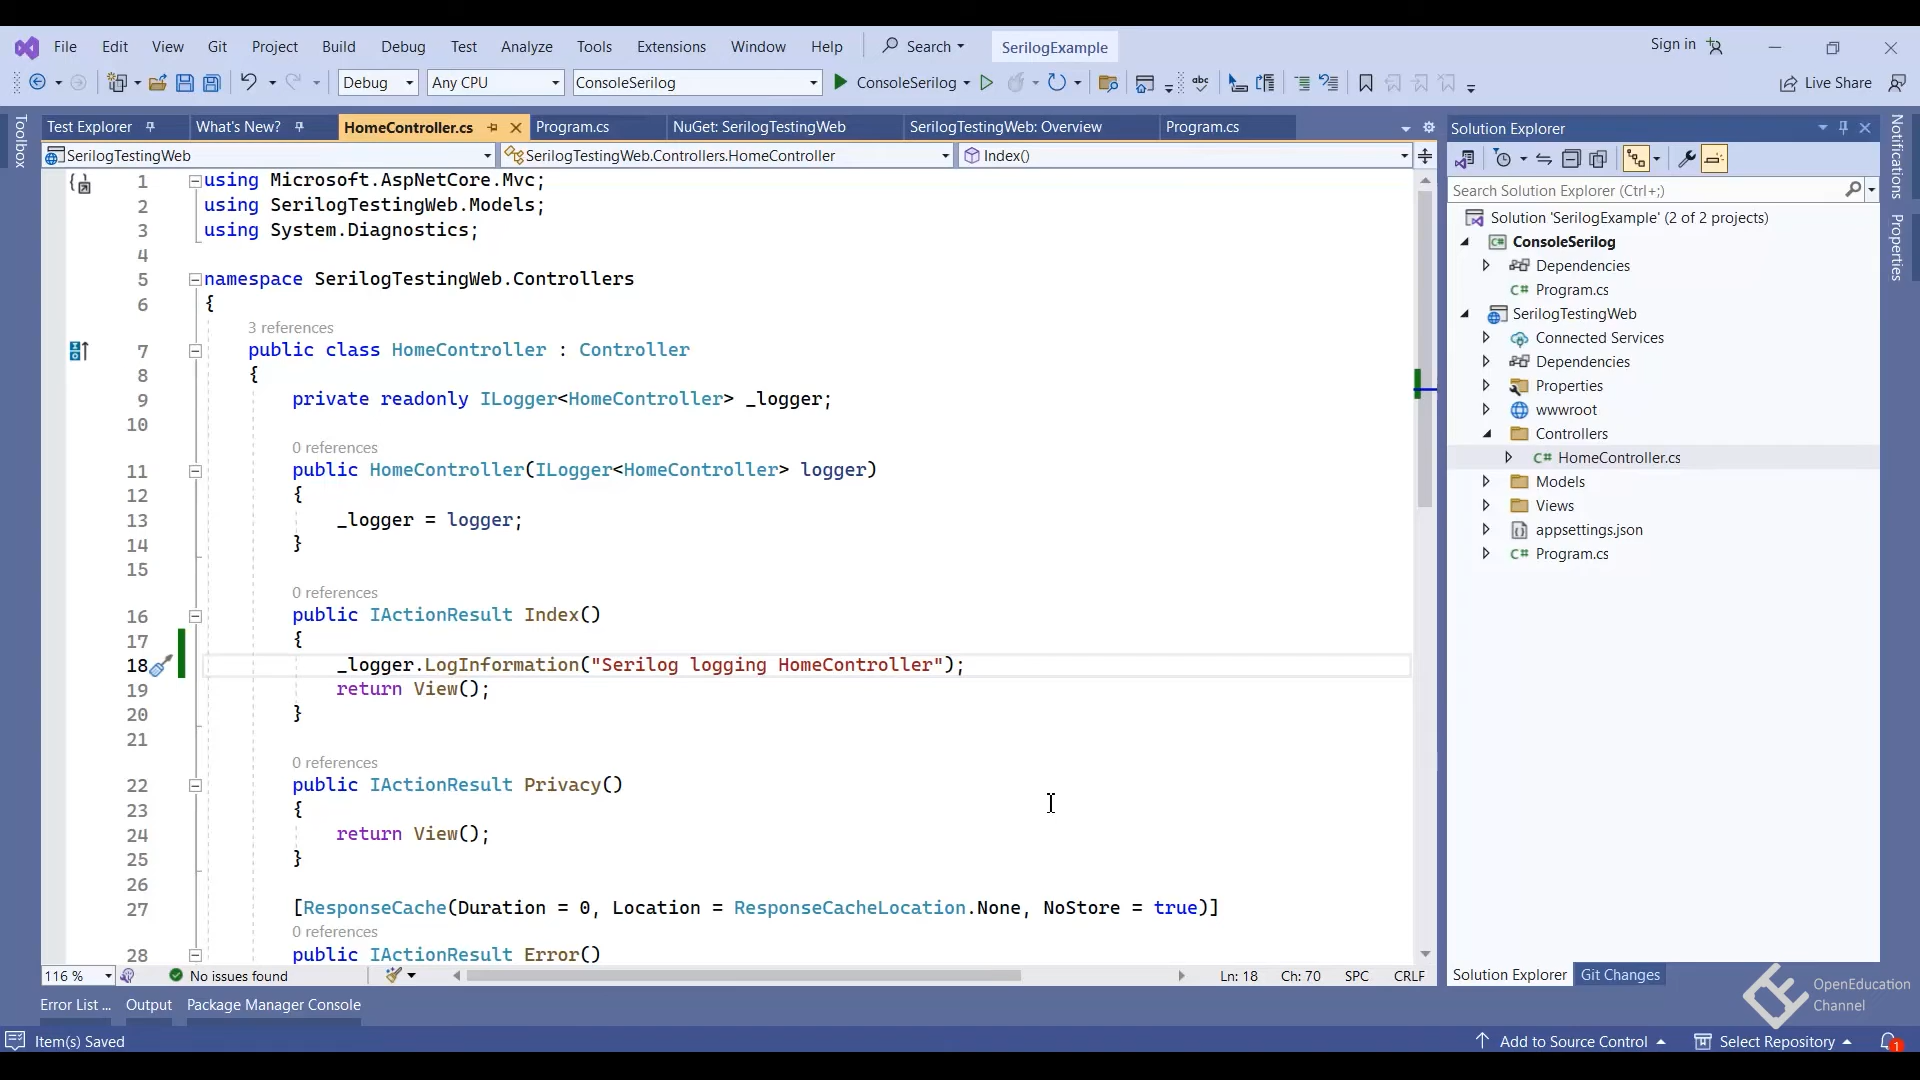 File Edit View Git Project Build Debug Test Analyze Tools Extensions Window Help Search SerilogExample Sign in
Debug Any CPU ConsoleSerilog ConsoleSerilog Live Share
Toolbox
Test Explorer What's New? HomeController.cs Program.cs NuGet: SerilogTestingWeb SerilogTestingWeb: Overview Program.cs
SerilogTestingWeb SerilogTestingWeb.Controllers.HomeController Index()
1 using Microsoft.AspNetCore.Mvc;
2 using SerilogTestingWeb.Models;
3 using System.Diagnostics;
4
5 namespace SerilogTestingWeb.Controllers
6 {
3 references
7 public class HomeController : Controller
8 {
9 private readonly ILogger<HomeController> _logger;
10
0 references
11 public HomeController(ILogger<HomeController> logger)
12 {
13 _logger = logger;
14 }
15
0 references
16 public IActionResult Index()
17 {
18 _logger.LogInformation("Serilog logging HomeController");
19 return View();
20 }
21
0 references
22 public IActionResult Privacy()
23 {
24 return View();
25 }
26
27 [ResponseCache(Duration = 0, Location = ResponseCacheLocation.None, NoStore = true)]
0 references
28 public IActionResult Error()
116 % No issues found Ln: 18 Ch: 70 SPC CRLF
Solution Explorer
Search Solution Explorer (Ctrl+;)
Solution 'SerilogExample' (2 of 2 projects)
ConsoleSerilog
Dependencies
C# Program.cs
SerilogTestingWeb
Connected Services
Dependencies
Properties
wwwroot
Controllers
C# HomeController.cs
Models
Views
appsettings.json
C# Program.cs
Solution Explorer Git Changes
Notifications
Properties
OpenEducation
Channel
Error List ... Output Package Manager Console
Item(s) Saved Add to Source Control Select Repository 1